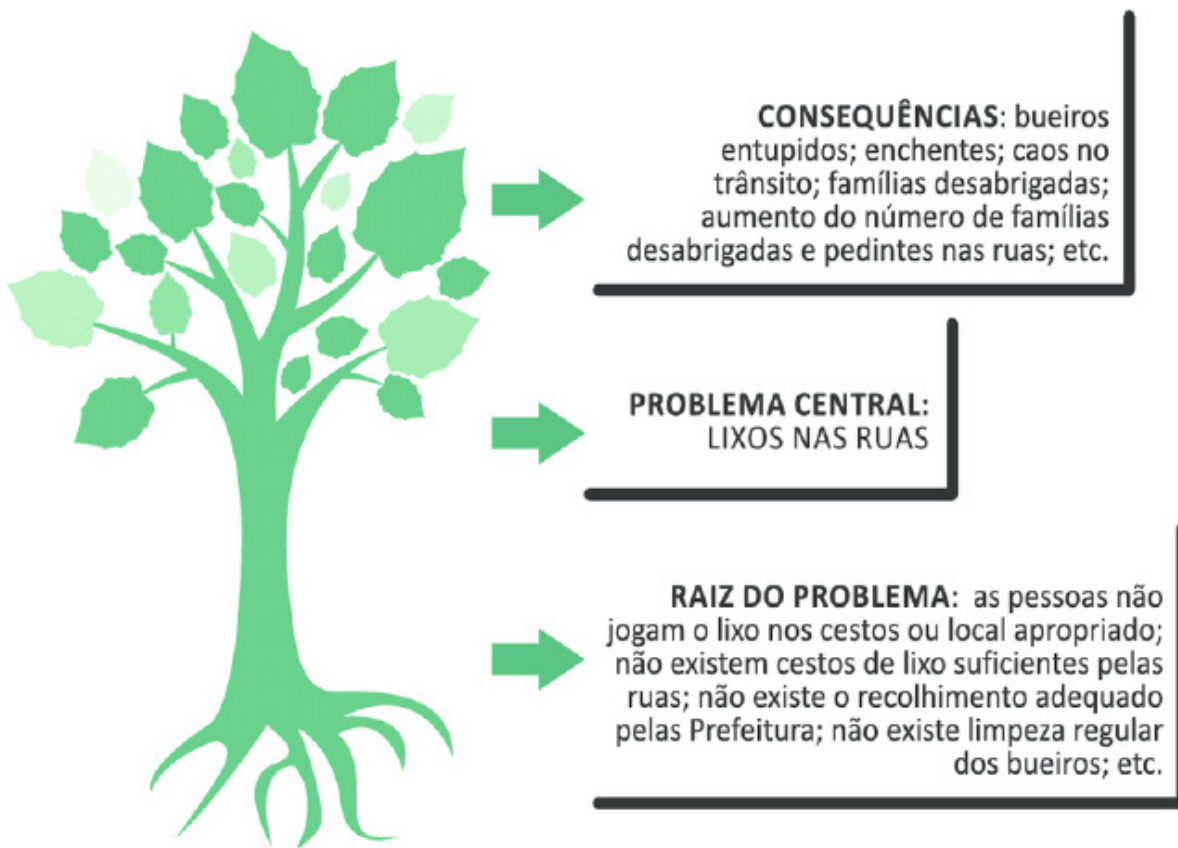 CONSEQUÊNCIAS: bueiros
entupidos; enchentes; caos no
trânsito; famílias desabrigadas;
aumento do número de famílias
desabrigadas e pedintes nas ruas; etc.
PROBLEMA CENTRAL:
LIXOS NAS RUAS
RAIZ DO PROBLEMA: as pessoas não
jogam o lixo nos cestos ou local apropriado;
não existem cestos de lixo suficientes pelas
ruas; não existe o recolhimento adequado
pelas Prefeitura; não existe limpeza regular
dos bueiros; etc.